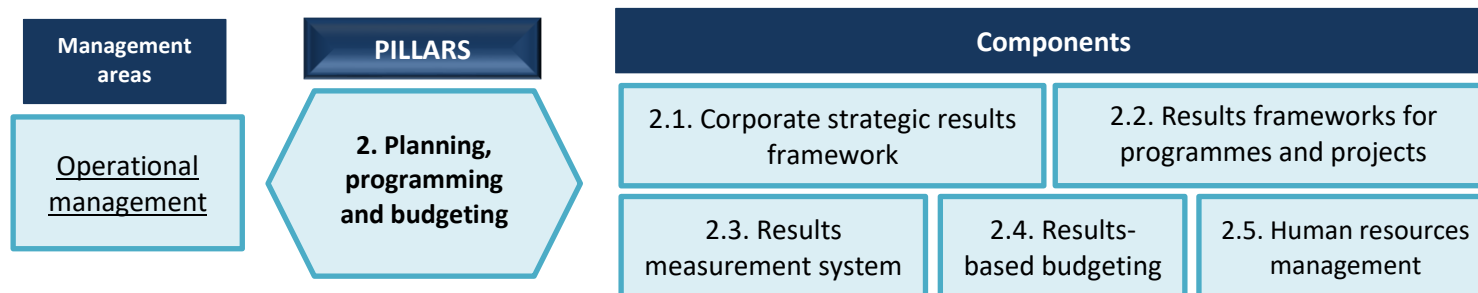 Management
areas
PILLARS
Components
Operational
management
2. Planning,
programming
and budgeting
2.1. Corporate strategic results
framework
2.2. Results frameworks for
programmes and projects
2.3. Results
measurement system
2.4. Results-
based budgeting
2.5. Human resources
management